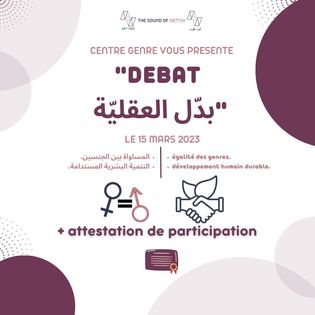 THE SOUND OF SKETCH
CENTRE GENRE VOUS PRESENTE
"DEBAT
بدّل العقليّة"
LE 15 MARS 2023
المساواة بين الجنسين.
التنمية البشرية المستدامة.
• égalité des genres.
• développement humain durable.
+ attestation de participation